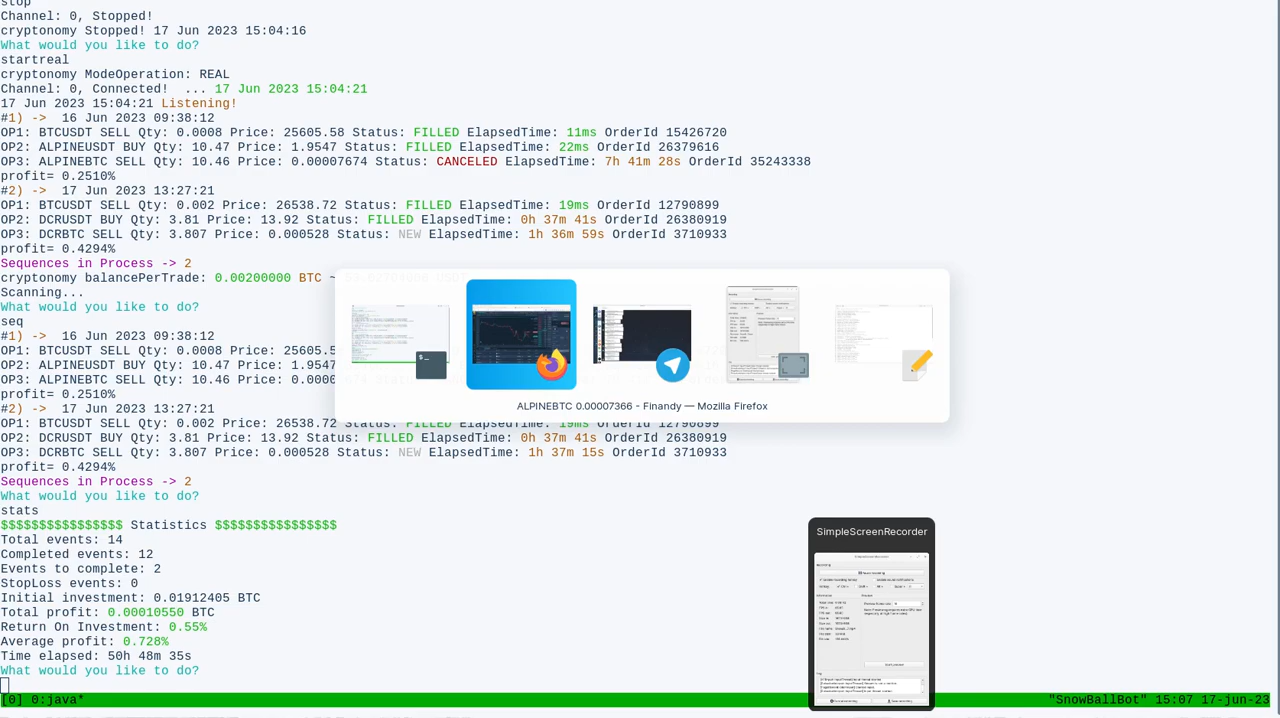 stop
Channel: 0, Stopped!
cryptonomy Stopped! 17 Jun 2023 15:04:16
What would you like to do?
startreal
cryptonomy ModeOperation: REAL
Channel: 0, Connected!  ... 17 Jun 2023 15:04:21
17 Jun 2023 15:04:21 Listening!
#1) ->  16 Jun 2023 09:38:12
OP1: BTCUSDT SELL Qty: 0.0008 Price: 25605.58 Status: FILLED ElapsedTime: 11ms OrderId 15426720
OP2: ALPINEUSDT BUY Qty: 10.47 Price: 1.9547 Status: FILLED ElapsedTime: 22ms OrderId 26379616
OP3: ALPINEBTC SELL Qty: 10.46 Price: 0.00007674 Status: CANCELED ElapsedTime: 7h 41m 28s OrderId 35243338
profit= 0.2510%
#2) ->  17 Jun 2023 13:27:21
OP1: BTCUSDT SELL Qty: 0.002 Price: 26538.72 Status: FILLED ElapsedTime: 19ms OrderId 12790899
OP2: DCRUSDT BUY Qty: 3.81 Price: 13.92 Status: FILLED ElapsedTime: 0h 37m 41s OrderId 26380919
OP3: DCRBTC SELL Qty: 3.807 Price: 0.000528 Status: NEW ElapsedTime: 1h 36m 59s OrderId 3710933
profit= 0.4294%
Sequences in Process -> 2
cryptonomy balancePerTrade: 0.00200000 BTC ~
Scanning...
What would you like to do?
seq
#1) ->  16 Jun 2023 09:38:12
OP1: BTCUSDT SELL Qty: 0.0008 Price: 25605.5
OP2: ALPINEUSDT BUY Qty: 10.47 Price: 1.9547
OP3: ALPINEBTC SELL Qty: 10.46
profit= 0.2510%
#2) ->  17 Jun 2023 13:27:21
OP1: BTCUSDT SELL Qty: 0.002 Price: 26538.72 Status: FILLED ElapsedTime: 19ms OrderId 12790899
OP2: DCRUSDT BUY Qty: 3.81 Price: 13.92 Status: FILLED ElapsedTime: 0h 37m 41s OrderId 26380919
OP3: DCRBTC SELL Qty: 3.807 Price: 0.000528 Status: NEW ElapsedTime: 1h 37m 15s OrderId 3710933
profit= 0.4294%
Sequences in Process -> 2
What would you like to do?
stats
$$$$$$$$$$$$$$$$ Statistics $$$$$$$$$$$$$$$$
Total events: 14
Completed events: 12
Events to complete: 2
StopLoss events: 0
Average investment: 0.00145 BTC
Total profit: 0.00004790 BTC
Return On Investment: 3.30%
Average Profit: 0.27%
Time elapsed: 5h 37m 35s
What would you like to do?
ALPINEBTC 0.00007366 - Finandy — Mozilla Firefox
SimpleScreenRecorder
0] 0:java*
"SnowBallBot" 15:07 17-jun-23